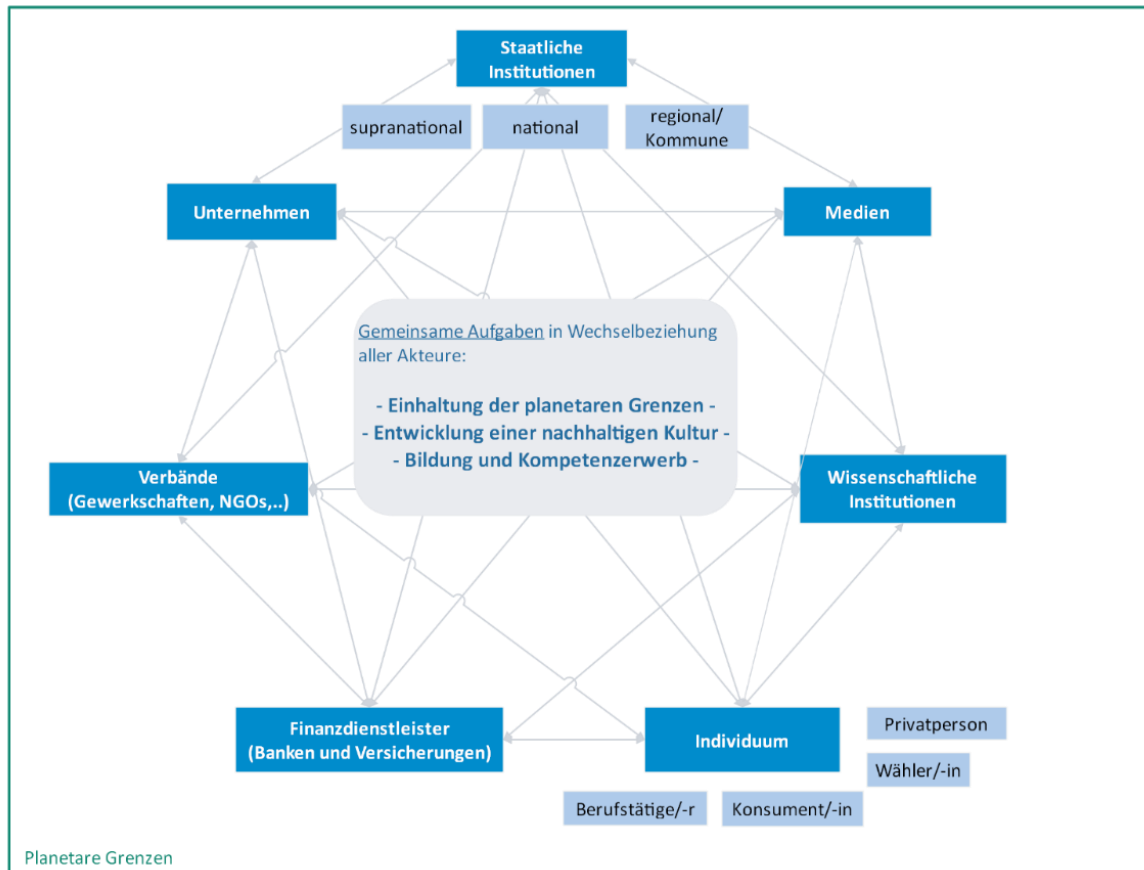 Staatliche
Institutionen
supranational
national
regional/
Kommune
Unternehmen
Medien
Gemeinsame Aufgaben in Wechselbeziehung
aller Akteure:
- Einhaltung der planetaren Grenzen -
- Entwicklung einer nachhaltigen Kultur -
- Bildung und Kompetenzerwerb -
Verbände
(Gewerkschaften, NGOs,..)
Wissenschaftliche
Institutionen
Finanzdienstleister
(Banken und Versicherungen)
Individuum
Privatperson
Wähler/-in
Berufstätige/-r
Konsument/-in
Planetare Grenzen